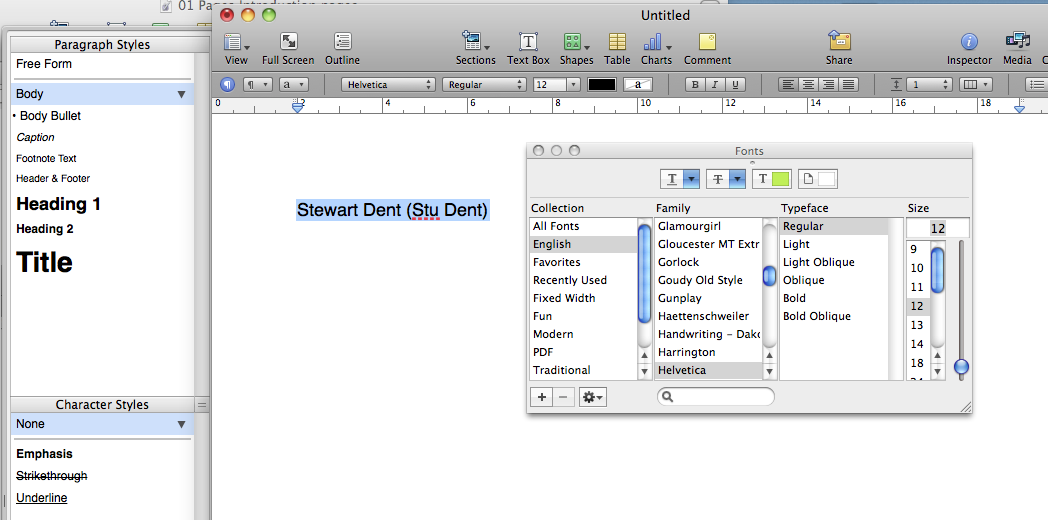 01 Pages Introduction.pages
Untitled
View Full Screen Outline Sections Text Box Shapes Table Charts Comment Share Inspector Media
¶ ¶ a Helvetica Regular 12 a B I U 1
0 2 4 6 8 10 12 14 16 18
Paragraph Styles
Free Form
Body
• Body Bullet
Caption
Footnote Text
Header & Footer
Heading 1
Heading 2
Title
Character Styles
None
Emphasis
Strikethrough
Underline
Stewart Dent (Stu Dent)
Fonts
T T T
Collection Family Typeface Size
All Fonts Glamourgirl Regular 12
English Gloucester MT Extr Light 9
Favorites Gorlock Light Oblique 10
Recently Used Goudy Old Style Oblique 11
Fixed Width Gunplay Bold 12
Fun Haettenschweiler Bold Oblique 13
Modern Handwriting – Dako 14
PDF Harrington 18
Traditional Helvetica